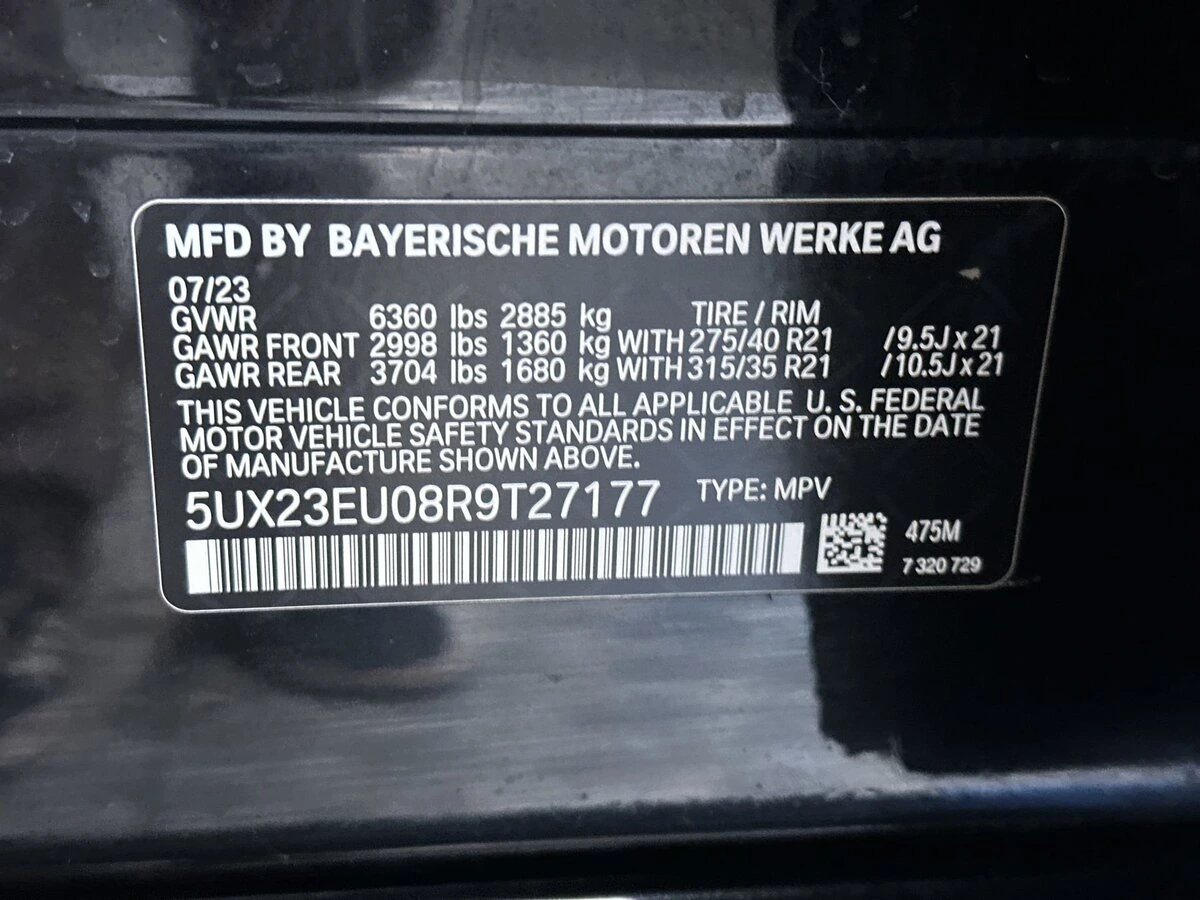 MFD BY BAYERISCHE MOTOREN WERKE AG
07/23
GVWR 6360 lbs 2885 kg TIRE / RIM
GAWR FRONT 2998 lbs 1360 kg WITH 275/40 R21 /9.5J x 21
GAWR REAR 3704 lbs 1680 kg WITH 315/35 R21 /10.5J x 21
THIS VEHICLE CONFORMS TO ALL APPLICABLE U. S. FEDERAL
MOTOR VEHICLE SAFETY STANDARDS IN EFFECT ON THE DATE
OF MANUFACTURE SHOWN ABOVE.
5UX23EU08R9T27177 TYPE: MPV
475M
7 320 729